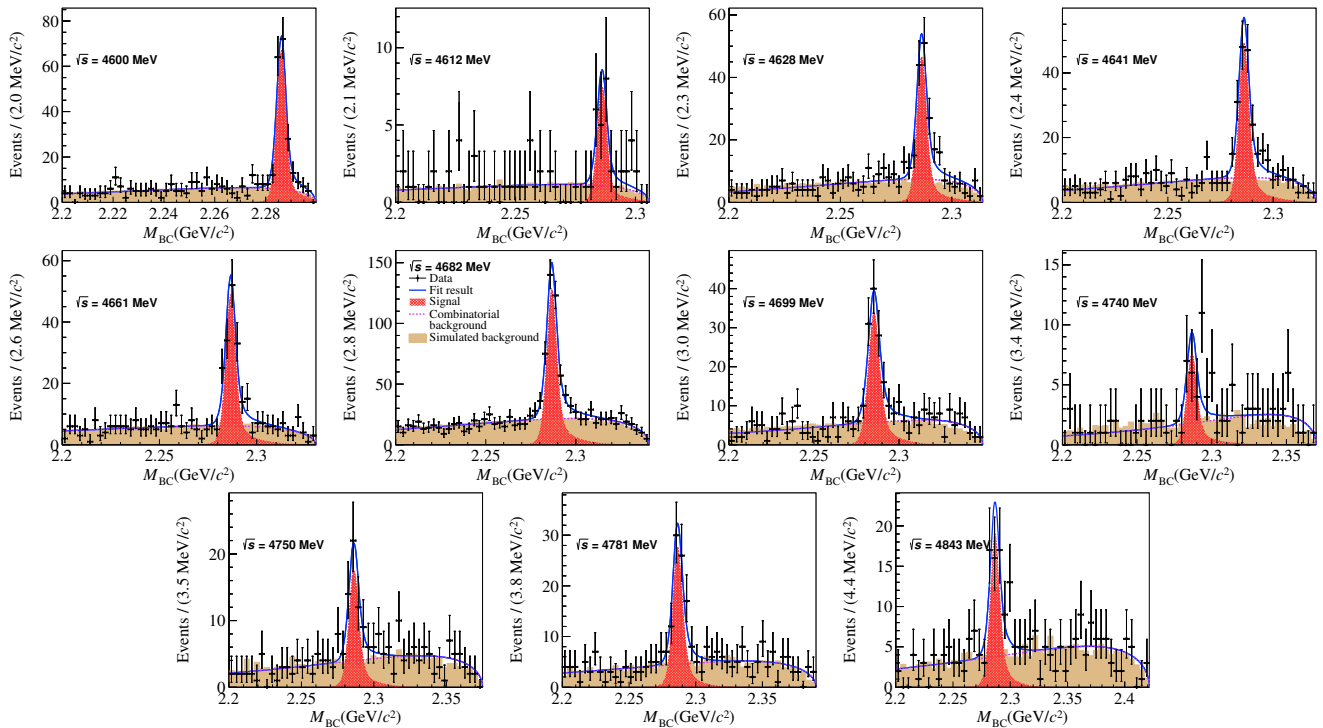 Events / (2.0 MeV/c²)
80
60
40
20
0
√s = 4600 MeV
2.2 2.22 2.24 2.26 2.28
M_BC(GeV/c²)
Events / (2.1 MeV/c²)
10
5
0
√s = 4612 MeV
2.2 2.25 2.3
M_BC(GeV/c²)
Events / (2.3 MeV/c²)
60
40
20
0
√s = 4628 MeV
2.2 2.25 2.3
M_BC(GeV/c²)
Events / (2.4 MeV/c²)
40
20
0
√s = 4641 MeV
2.2 2.25 2.3
M_BC(GeV/c²)
Events / (2.6 MeV/c²)
60
40
20
0
√s = 4661 MeV
2.2 2.25 2.3
M_BC(GeV/c²)
Events / (2.8 MeV/c²)
150
100
50
0
√s = 4682 MeV
Data
Fit result
Signal
Combinatorial
background
Simulated background
2.2 2.25 2.3
M_BC(GeV/c²)
Events / (3.0 MeV/c²)
40
30
20
10
0
√s = 4699 MeV
2.2 2.25 2.3
M_BC(GeV/c²)
Events / (3.4 MeV/c²)
15
10
5
0
√s = 4740 MeV
2.2 2.25 2.3 2.35
M_BC(GeV/c²)
Events / (3.5 MeV/c²)
20
10
0
√s = 4750 MeV
2.2 2.25 2.3 2.35
M_BC(GeV/c²)
Events / (3.8 MeV/c²)
30
20
10
0
√s = 4781 MeV
2.2 2.25 2.3 2.35
M_BC(GeV/c²)
Events / (4.4 MeV/c²)
20
15
10
5
0
√s = 4843 MeV
2.2 2.25 2.3 2.35 2.4
M_BC(GeV/c²)